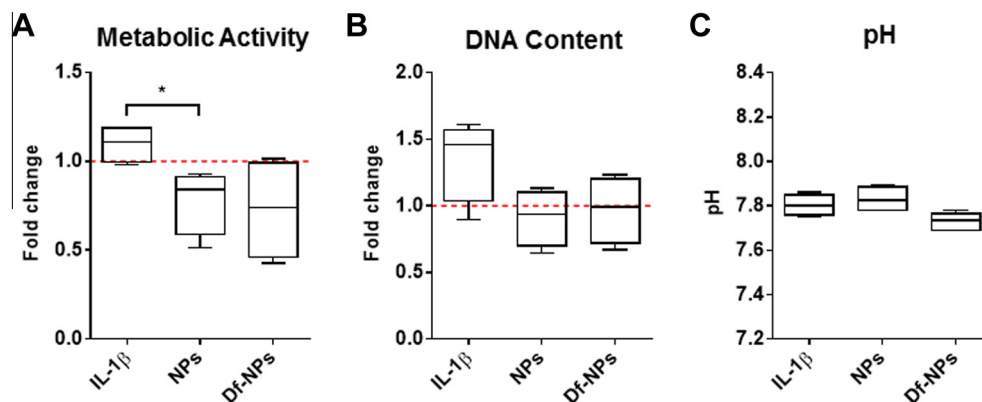 A
Metabolic Activity
Fold change
1.5
1.0
0.5
0.0
*
IL-1β
NPs
Df-NPs
B
DNA Content
Fold change
2.0
1.5
1.0
0.5
0.0
IL-1β
NPs
Df-NPs
C
pH
pH
8.4
8.2
8.0
7.8
7.6
7.4
7.2
IL-1β
NPs
Df-NPs